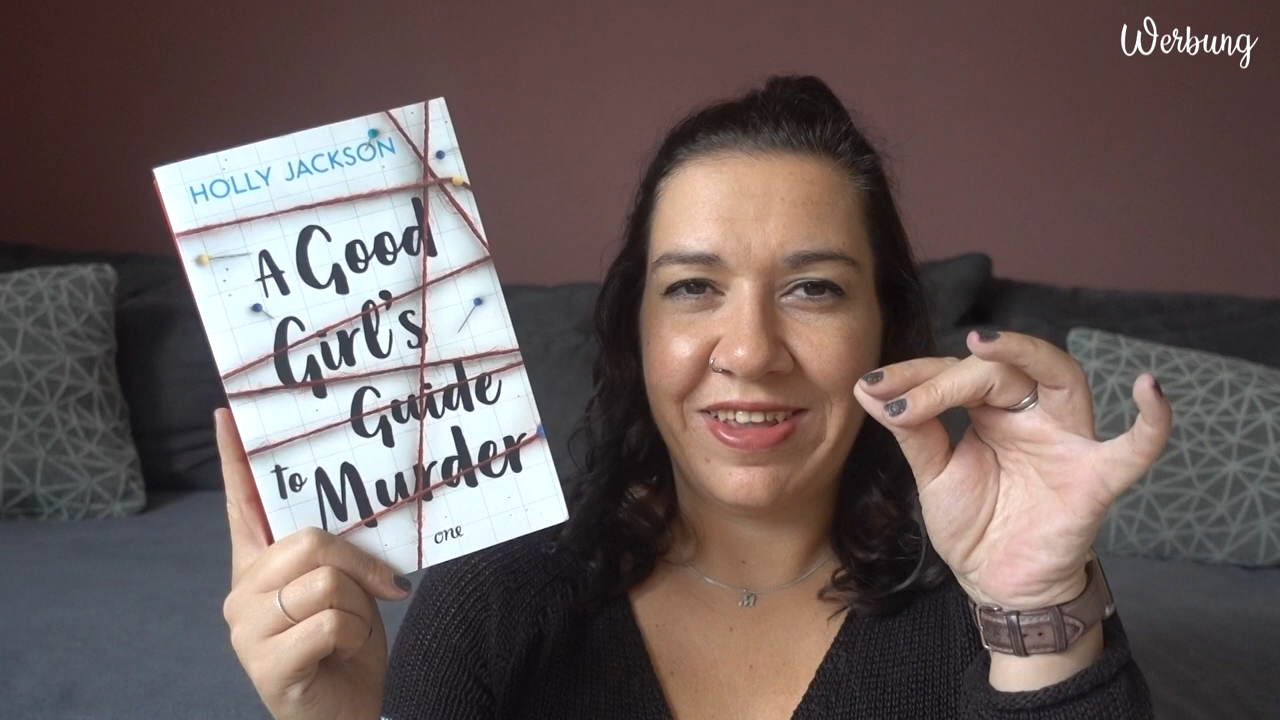 Werbung
HOLLY JACKSON
A Good
Girl's
Guide
to Murder
one